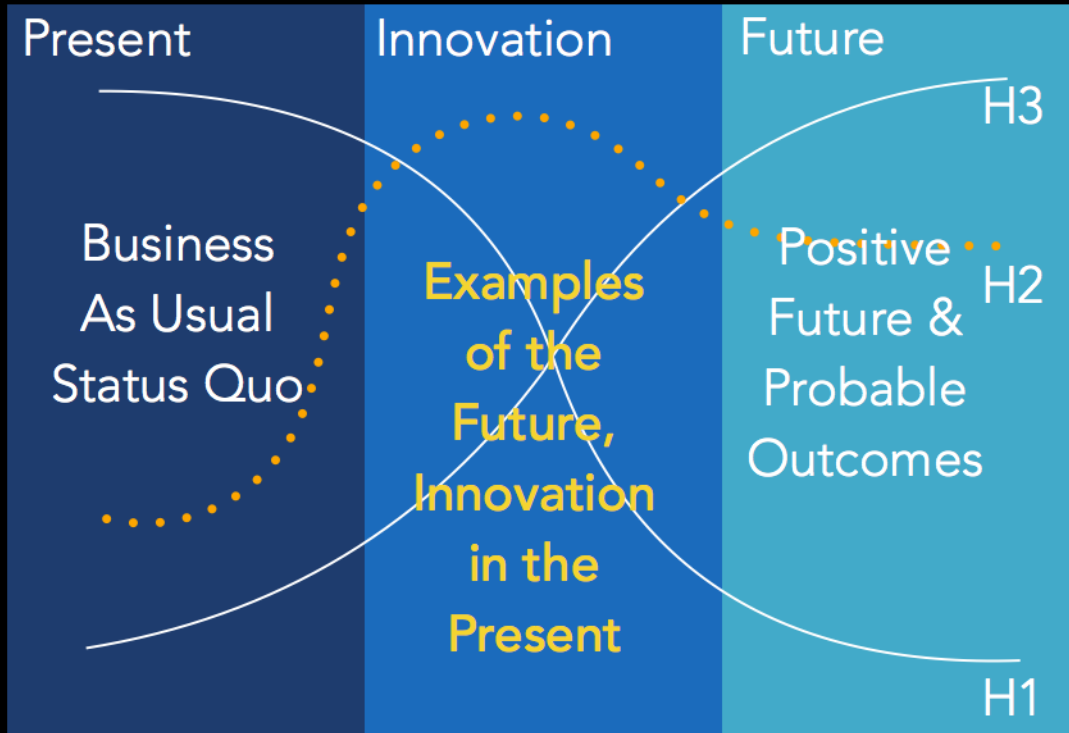 Present
Business
As Usual
Status Quo
Innovation
Examples
of the
Future,
Innovation
in the
Present
Future
Positive
Future &
Probable
Outcomes
H3
H2
H1